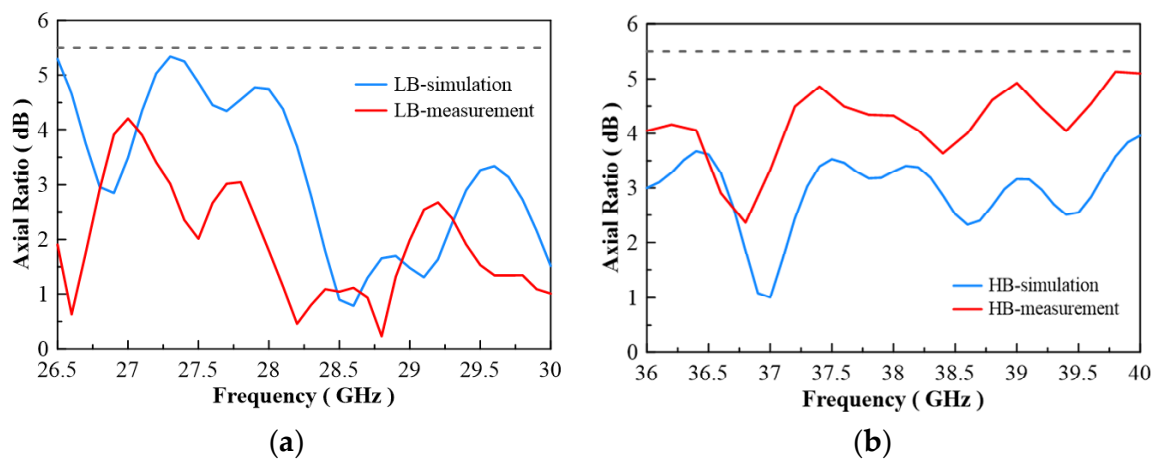 6
5
4
3
2
1
0
Axial Ratio ( dB )
LB-simulation
LB-measurement
26.5 27 27.5 28 28.5 29 29.5 30
Frequency ( GHz )
(a)
6
5
4
3
2
1
0
Axial Ratio ( dB )
HB-simulation
HB-measurement
36 36.5 37 37.5 38 38.5 39 39.5 40
Frequency ( GHz )
(b)